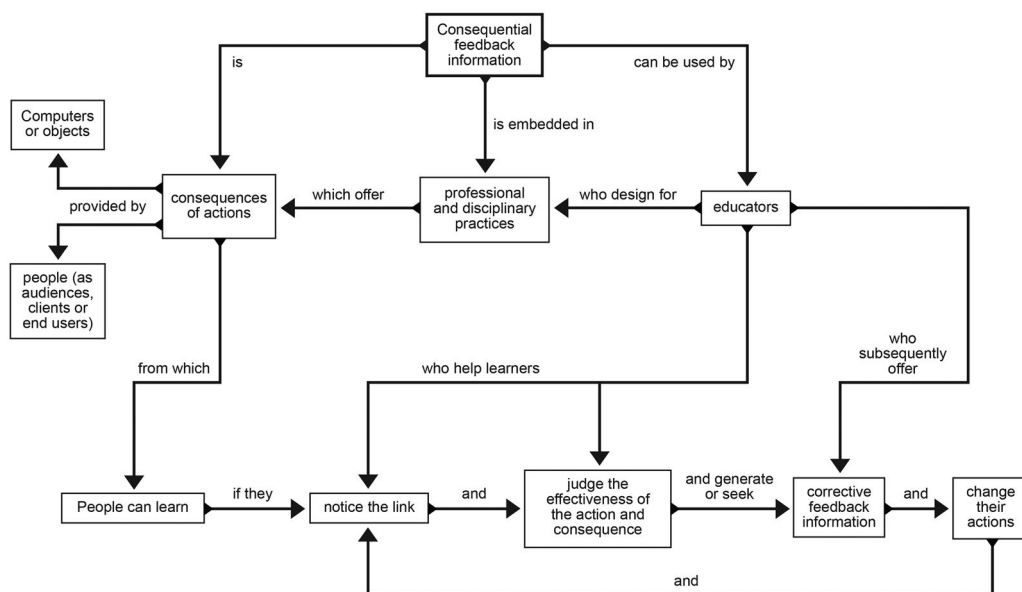 Consequential
feedback
information
is
can be used by
is embedded in
Computers
or objects
provided by
consequences
of actions
which offer
professional
and disciplinary
practices
who design for
educators
people (as
audiences,
clients or
end users)
from which
who help learners
who
subsequently
offer
People can learn
if they
notice the link
and
judge the
effectiveness of
the action and
consequence
and generate
or seek
corrective
feedback
information
and
change
their
actions
and